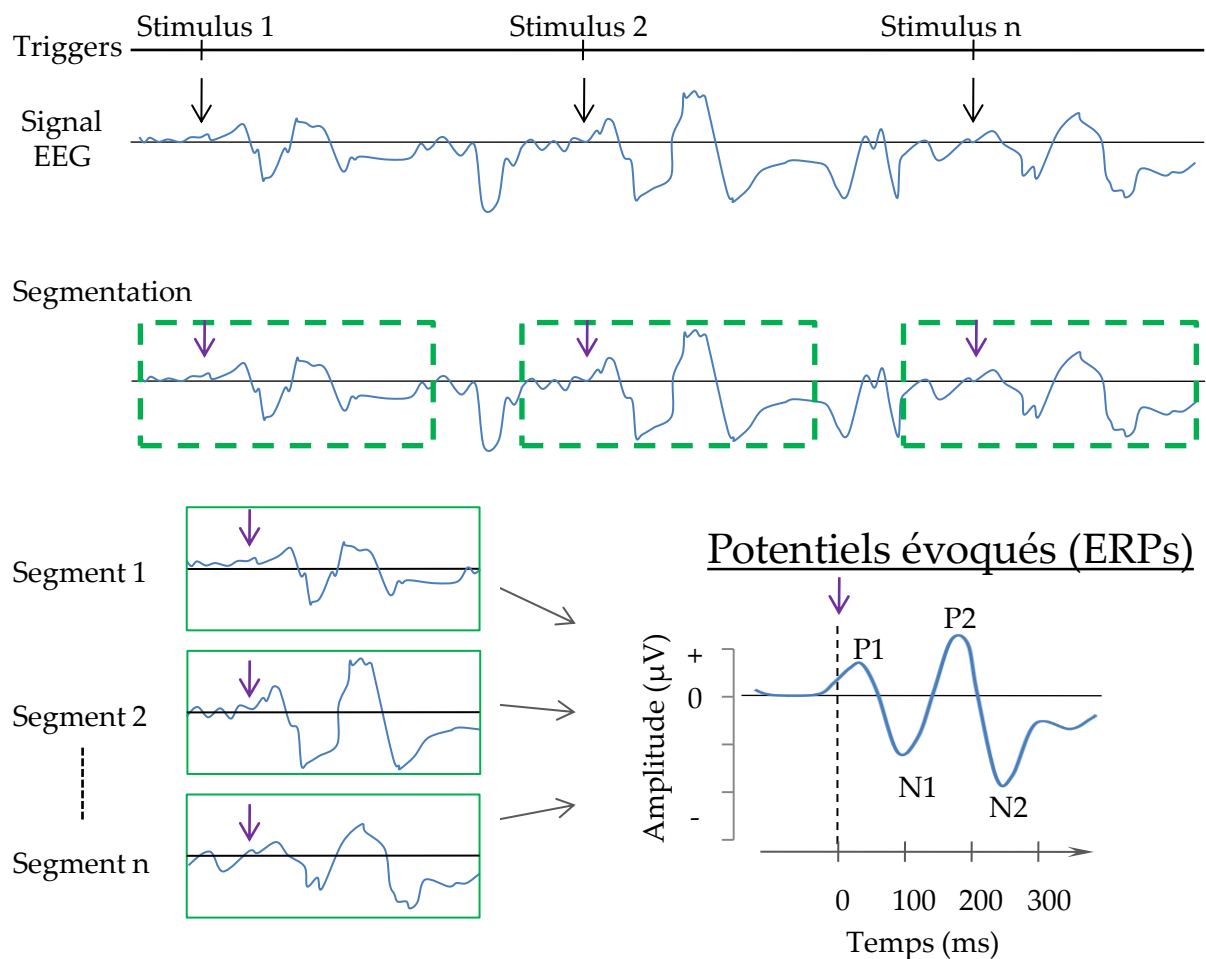 Stimulus 1
Stimulus 2
Stimulus n
Triggers
Signal
EEG
Segmentation
Segment 1
Segment 2
Segment n
Potentiels évoqués (ERPs)
P1
P2
N1
N2
Amplitude (µV)
+
0
-
0 100 200 300
Temps (ms)